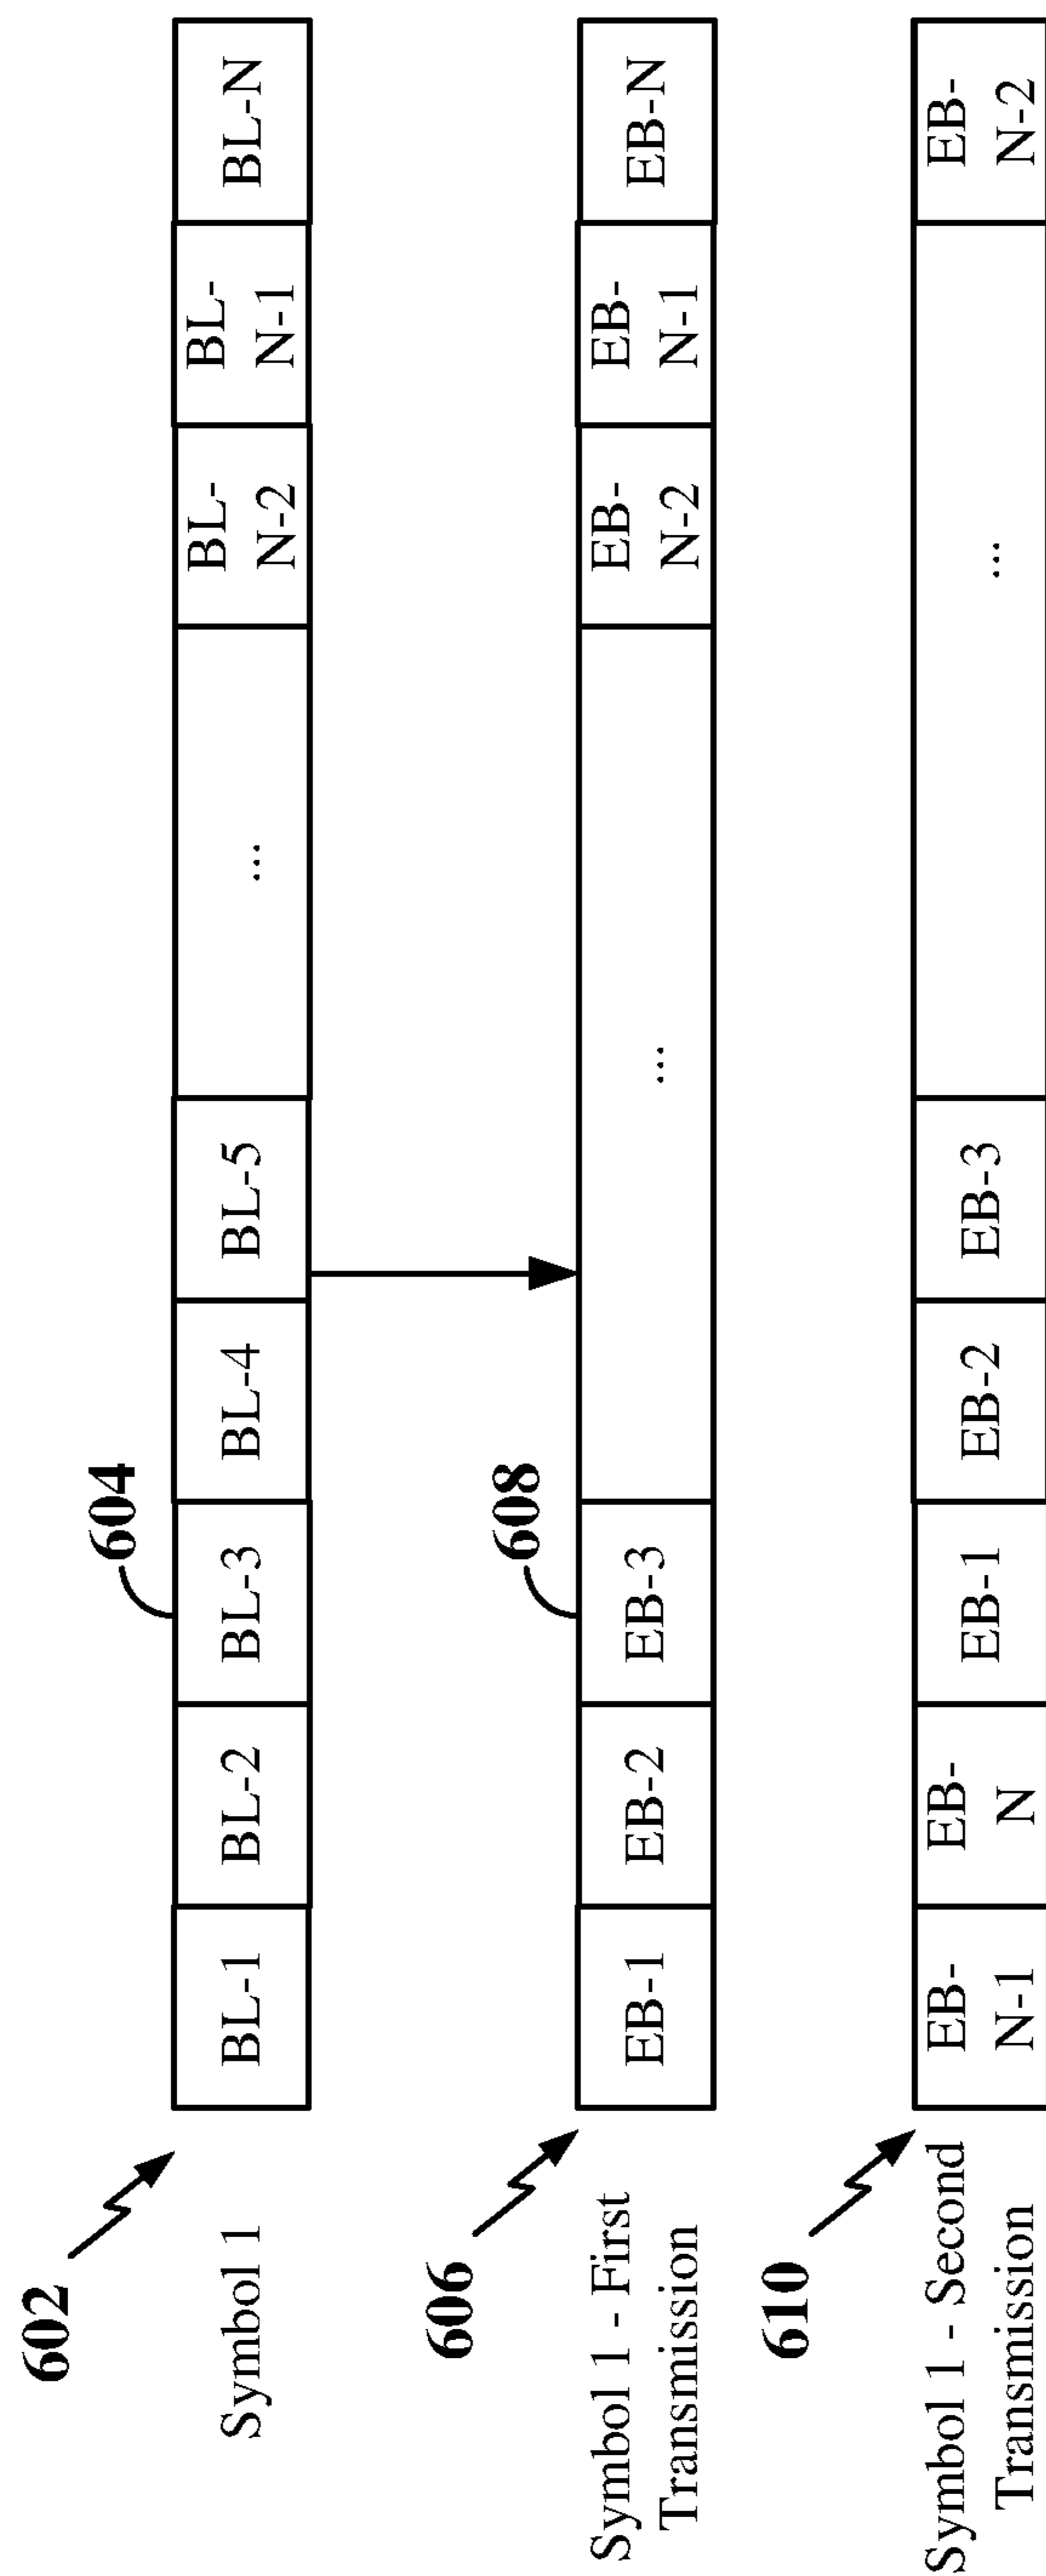 602
Symbol 1
604
BL-1
BL-2
BL-3
BL-4
BL-5
...
BL-
N-2
BL-
N-1
BL-N
606
Symbol 1 - First
Transmission
608
EB-1
EB-2
EB-3
...
EB-
N-2
EB-
N-1
EB-N
610
Symbol 1 - Second
Transmission
EB-
N-1
EB-
N
EB-1
EB-2
EB-3
...
EB-
N-2